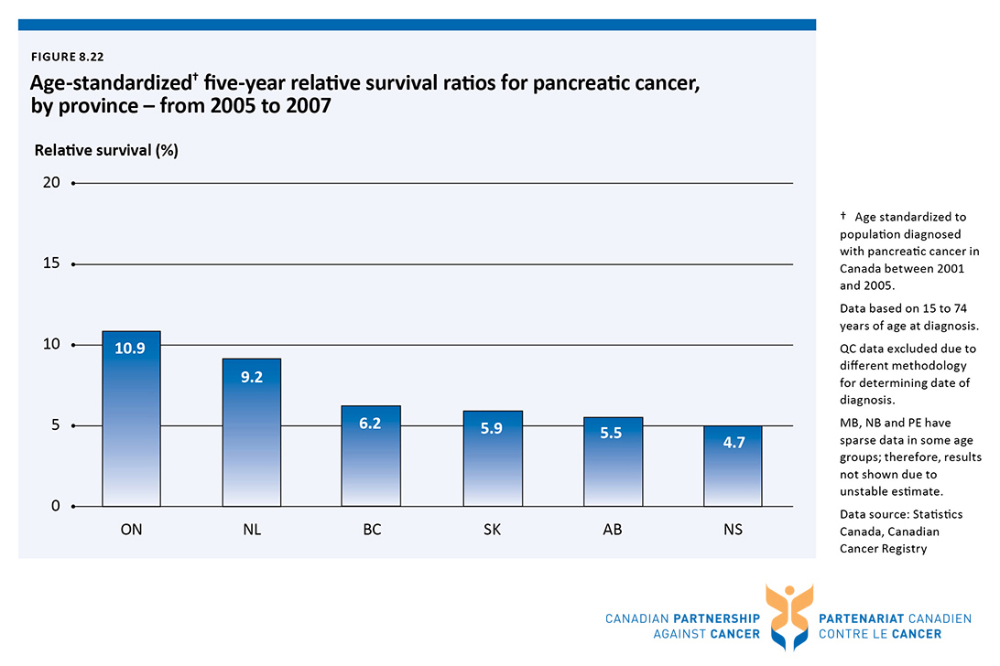 FIGURE 8.22
Age-standardized† five-year relative survival ratios for pancreatic cancer,
by province – from 2005 to 2007
Relative survival (%)
20
15
10
5
0
10.9
9.2
6.2
5.9
5.5
4.7
ON NL BC SK AB NS
† Age standardized to
population diagnosed
with pancreatic cancer in
Canada between 2001
and 2005.
Data based on 15 to 74
years of age at diagnosis.
QC data excluded due to
different methodology
for determining date of
diagnosis.
MB, NB and PE have
sparse data in some age
groups; therefore, results
not shown due to
unstable estimate.
Data source: Statistics
Canada, Canadian
Cancer Registry
CANADIAN PARTNERSHIP
AGAINST CANCER
PARTENARIAT CANADIEN
CONTRE LE CANCER